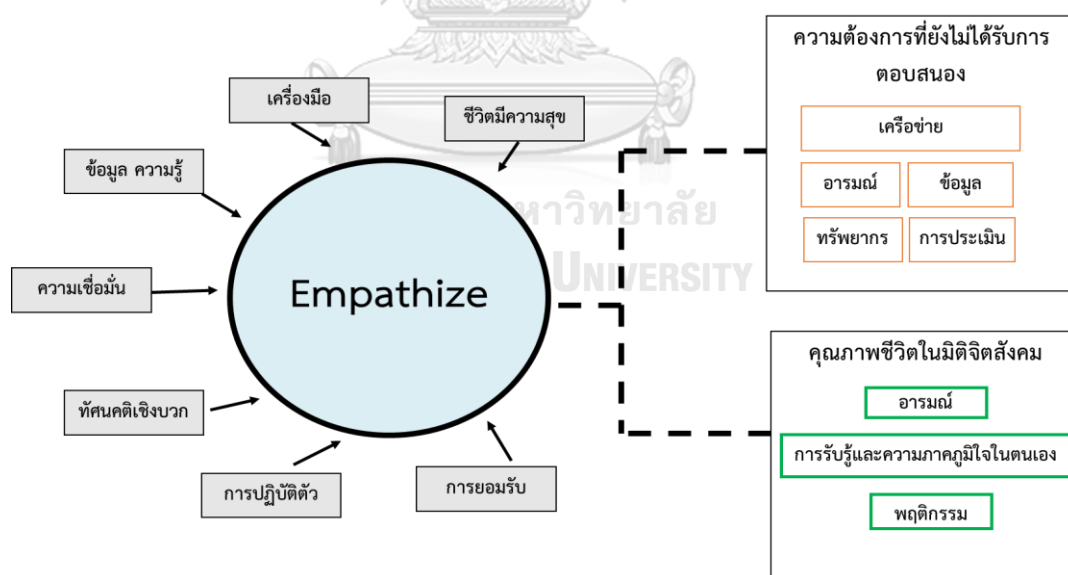 ความต้องการที่ยังไม่ได้รับการ
ตอบสนอง
เครือข่าย
อารมณ์
ข้อมูล
ทรัพยากร
การประเมิน
เครื่องมือ
ชีวิตมีความสุข
ข้อมูล ความรู้
ความเชื่อมั่น
Empathize
ทัศนคติเชิงบวก
การปฏิบัติตัว
การยอมรับ
คุณภาพชีวิตในมิติจิตสังคม
อารมณ์
การรับรู้และความภาคภูมิใจในตนเอง
พฤติกรรม
หาวิทยาลัย
UNIVERSITY